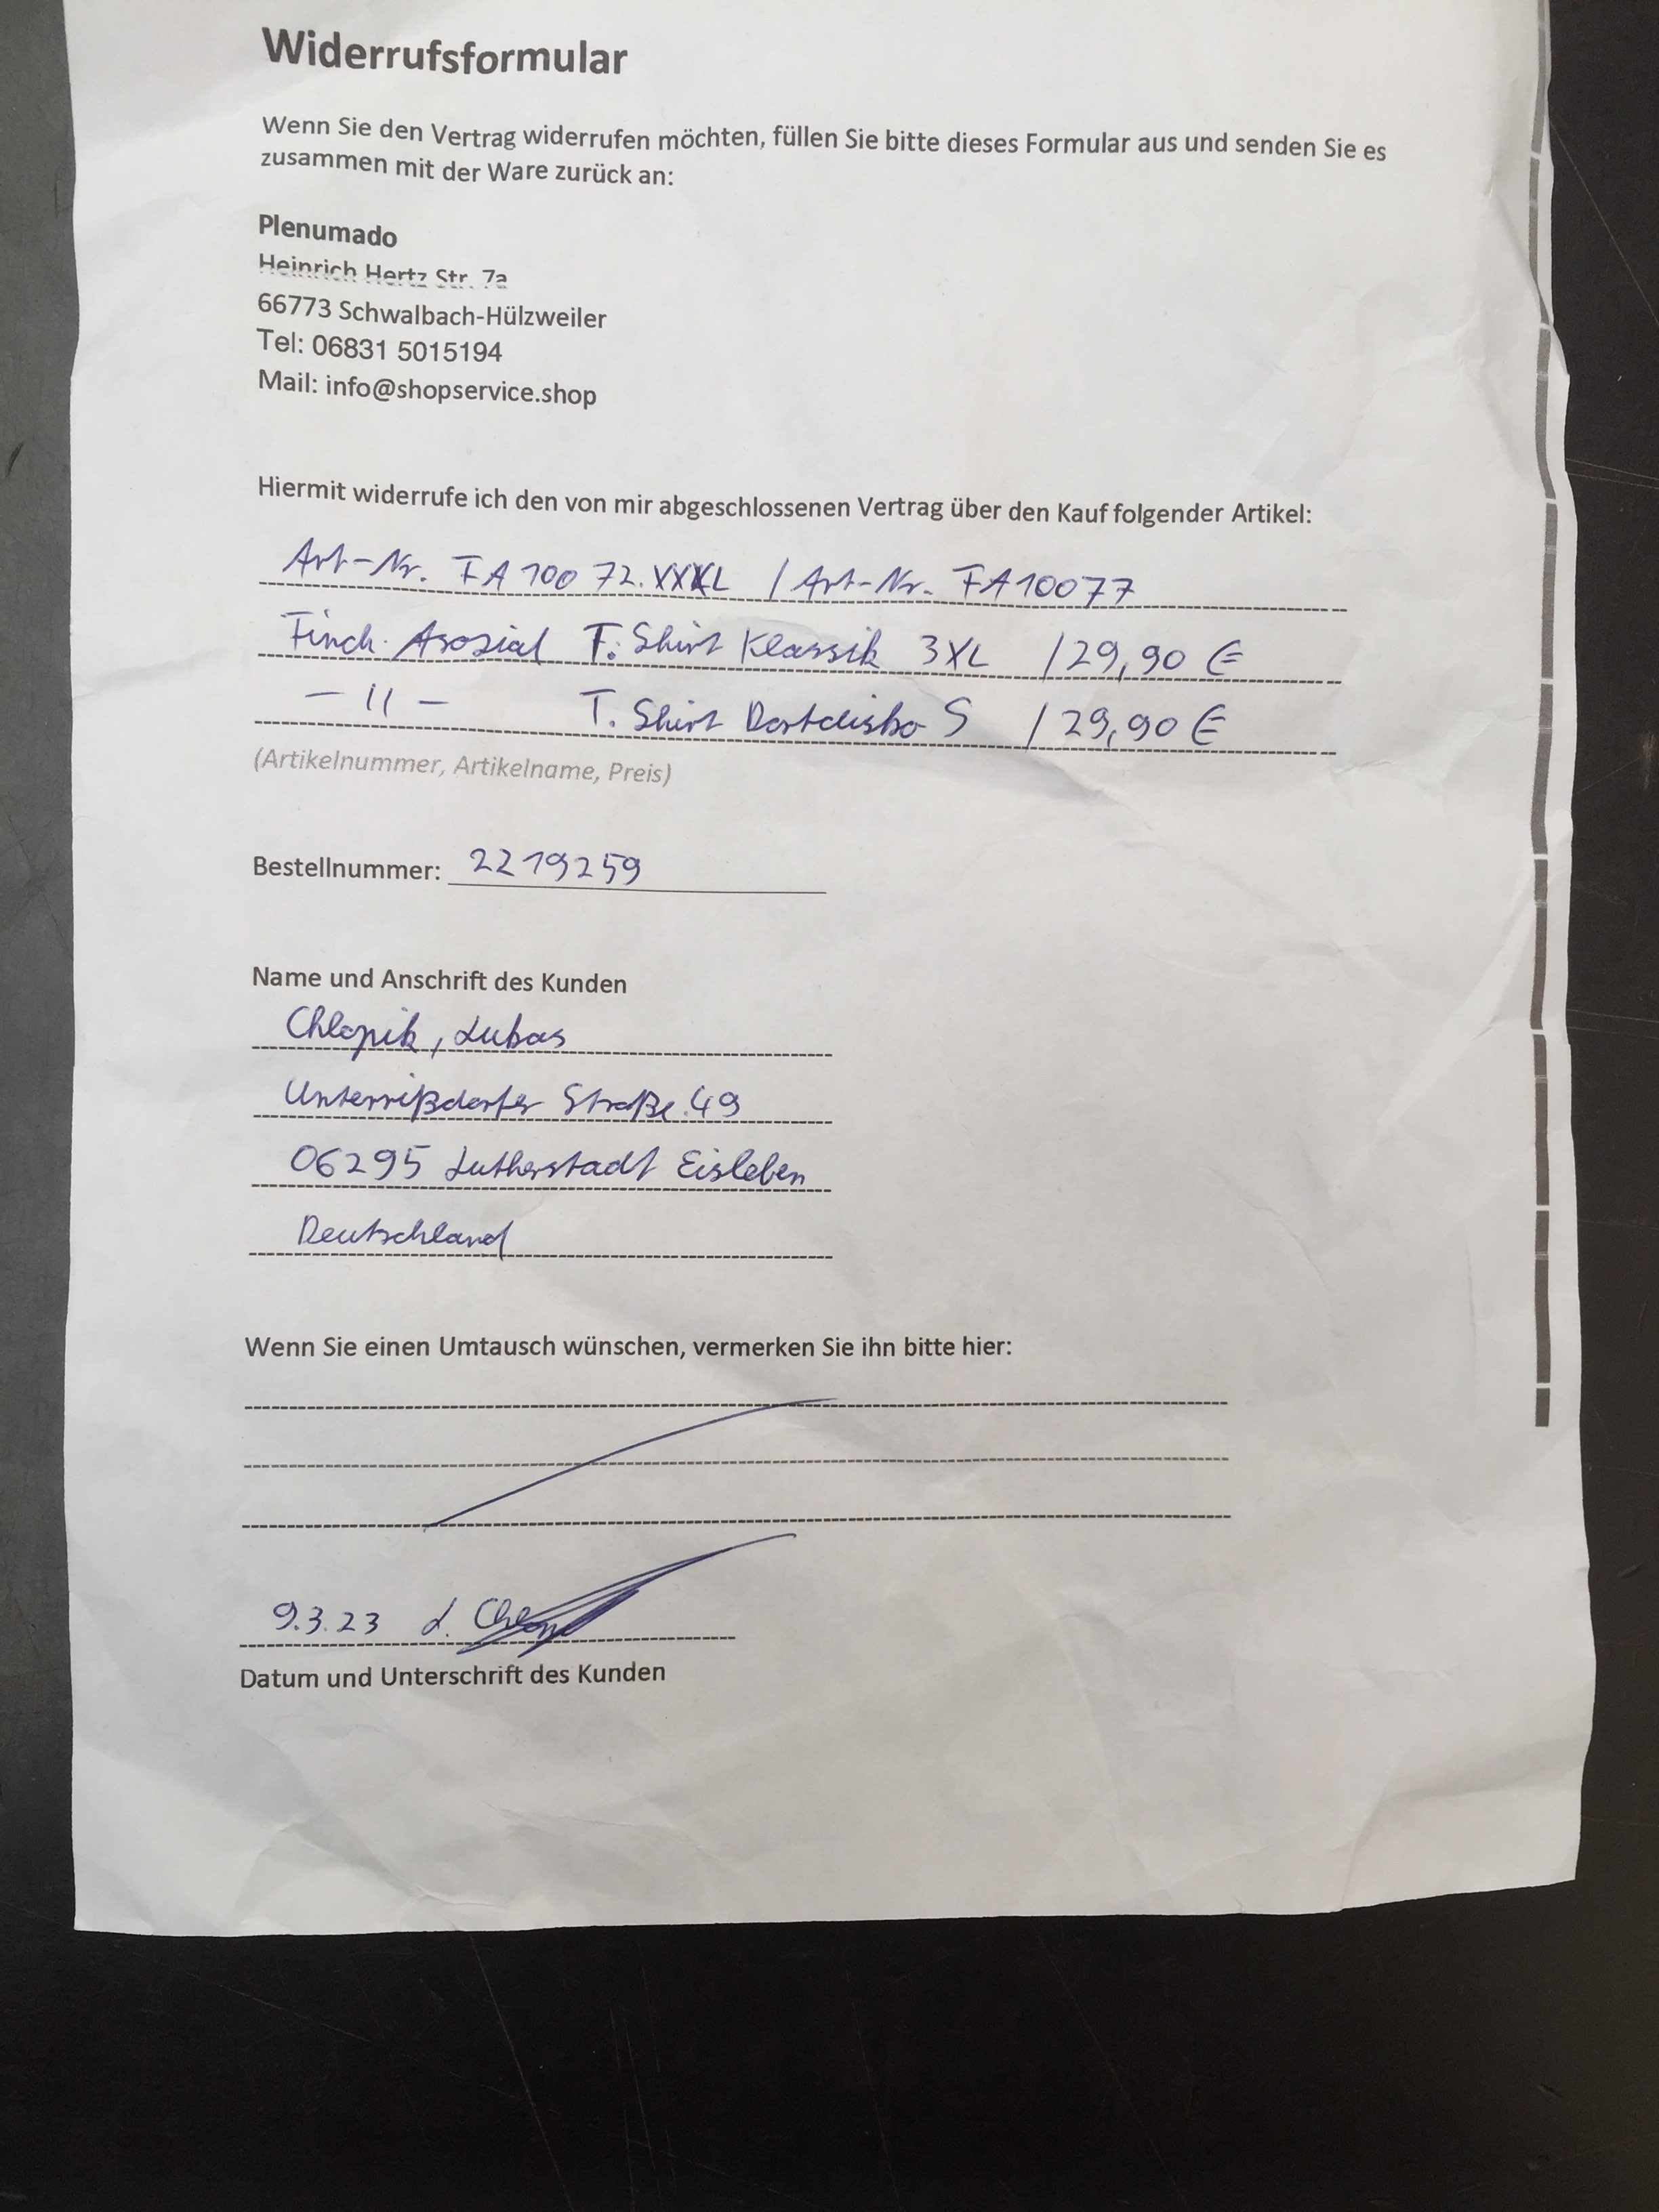 Widerrufsformular
Wenn Sie den Vertrag widerrufen möchten, füllen Sie bitte dieses Formular aus und senden Sie es
zusammen mit der Ware zurück an:
Plenumado
Heinrich Hertz Str. 7a
66773 Schwalbach-Hülzweiler
Tel: 06831 5015194
Mail: info@shopservice.shop
Hiermit widerrufe ich den von mir abgeschlossenen Vertrag über den Kauf folgender Artikel:
Art-Nr. FA10072.XXXL / Art-Nr. FA10077
Finch Asozial T. Shirt Klassik 3XL / 29,90 €
– 11 – T. Shirt Dorfdisko S / 29,90 €
(Artikelnummer, Artikelname, Preis)
Bestellnummer: 2219259
Name und Anschrift des Kunden
Chlopik, Lukas
Unterrißdorfer Straße 49
06295 Lutherstadt Eisleben
Deutschland
Wenn Sie einen Umtausch wünschen, vermerken Sie ihn bitte hier:
9.3.23 L. Chlop
Datum und Unterschrift des Kunden